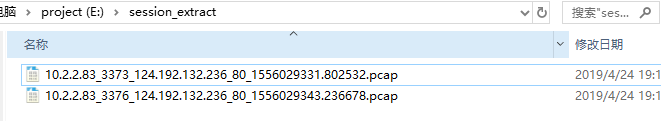 电脑 > project (E:) > session_extract
搜索"ses...
名称 修改日期
10.2.2.83_3373_124.192.132.236_80_1556029331.802532.pcap 2019/4/24 19:1
10.2.2.83_3376_124.192.132.236_80_1556029343.236678.pcap 2019/4/24 19:1